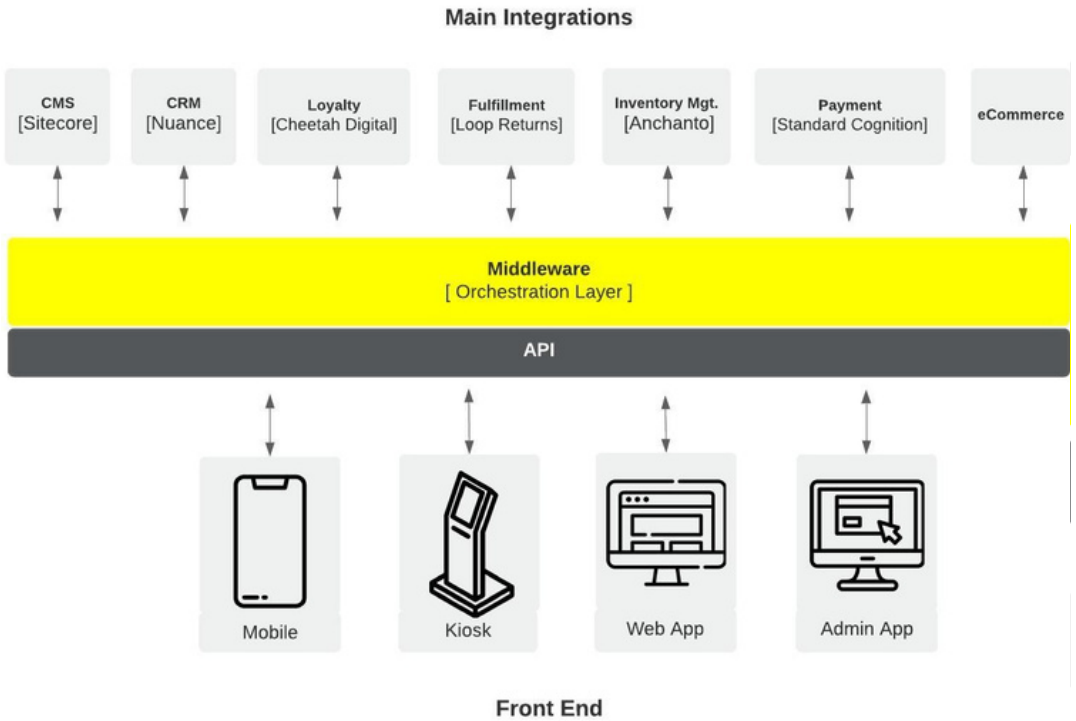 Main Integrations
CMS
[Sitecore]
CRM
[Nuance]
Loyalty
[Cheetah Digital]
Fulfillment
[Loop Returns]
Inventory Mgt.
[Anchanto]
Payment
[Standard Cognition]
eCommerce
Middleware
[ Orchestration Layer ]
API
Mobile
Kiosk
Web App
Admin App
Front End